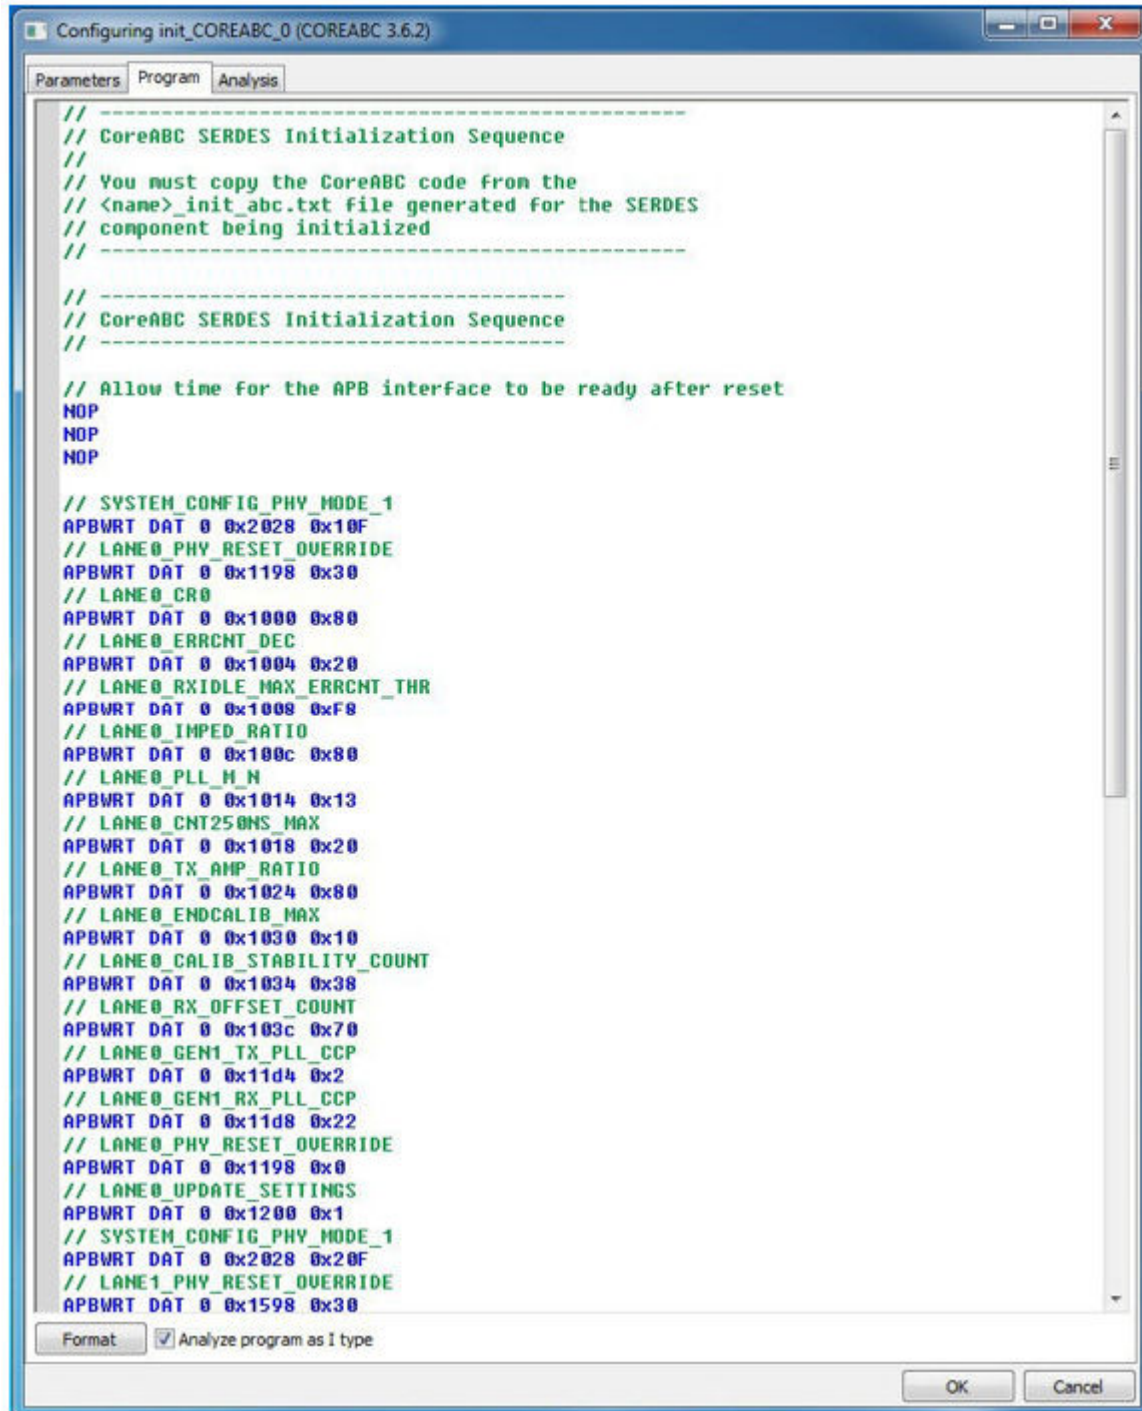 Configuring init_COREABC_0 (COREABC 3.6.2)
Parameters Program Analysis
// ------------------------------------------------
// CoreABC SERDES Initialization Sequence
//
// You must copy the CoreABC code from the
// <name>_init_abc.txt file generated for the SERDES
// component being initialized
// ------------------------------------------------
// --------------------------------------
// CoreABC SERDES Initialization Sequence
// --------------------------------------
// Allow time for the APB interface to be ready after reset
NOP
NOP
NOP
// SYSTEM_CONFIG_PHY_MODE_1
APBWRT DAT 0 0x2028 0x10F
// LANE0_PHY_RESET_OVERRIDE
APBWRT DAT 0 0x1198 0x30
// LANE0_CR0
APBWRT DAT 0 0x1000 0x80
// LANE0_ERRCNT_DEC
APBWRT DAT 0 0x1004 0x20
// LANE0_RXIDLE_MAX_ERRCNT_THR
APBWRT DAT 0 0x1008 0xF8
// LANE0_IMPED_RATIO
APBWRT DAT 0 0x100c 0x80
// LANE0_PLL_M_N
APBWRT DAT 0 0x1014 0x13
// LANE0_CNT250NS_MAX
APBWRT DAT 0 0x1018 0x20
// LANE0_TX_AMP_RATIO
APBWRT DAT 0 0x1024 0x80
// LANE0_ENDCALIB_MAX
APBWRT DAT 0 0x1030 0x10
// LANE0_CALIB_STABILITY_COUNT
APBWRT DAT 0 0x1034 0x38
// LANE0_RX_OFFSET_COUNT
APBWRT DAT 0 0x103c 0x70
// LANE0_GEN1_TX_PLL_CCP
APBWRT DAT 0 0x11d4 0x2
// LANE0_GEN1_RX_PLL_CCP
APBWRT DAT 0 0x11d8 0x22
// LANE0_PHY_RESET_OVERRIDE
APBWRT DAT 0 0x1198 0x0
// LANE0_UPDATE_SETTINGS
APBWRT DAT 0 0x1200 0x1
// SYSTEM_CONFIG_PHY_MODE_1
APBWRT DAT 0 0x2028 0x20F
// LANE1_PHY_RESET_OVERRIDE
APBWRT DAT 0 0x1598 0x30
Format Analyze program as I type
OK Cancel